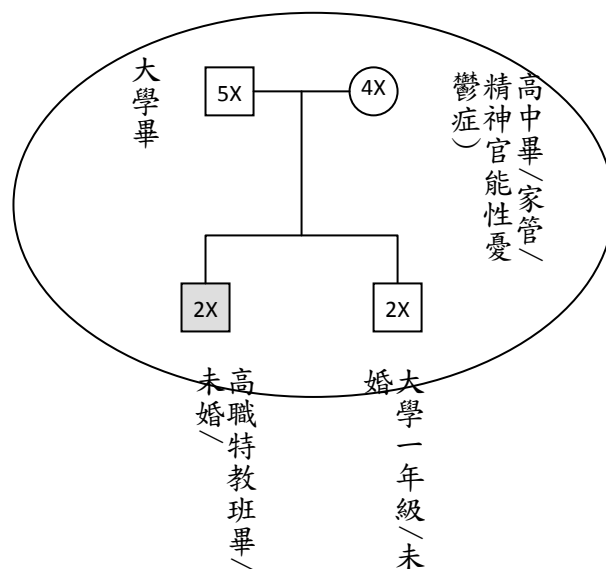 大學畢
5X
4X
高中畢/家管/
精神官能性憂
鬱症）
2X
2X
高職特教班畢/
未婚/
大學一年級/未
婚